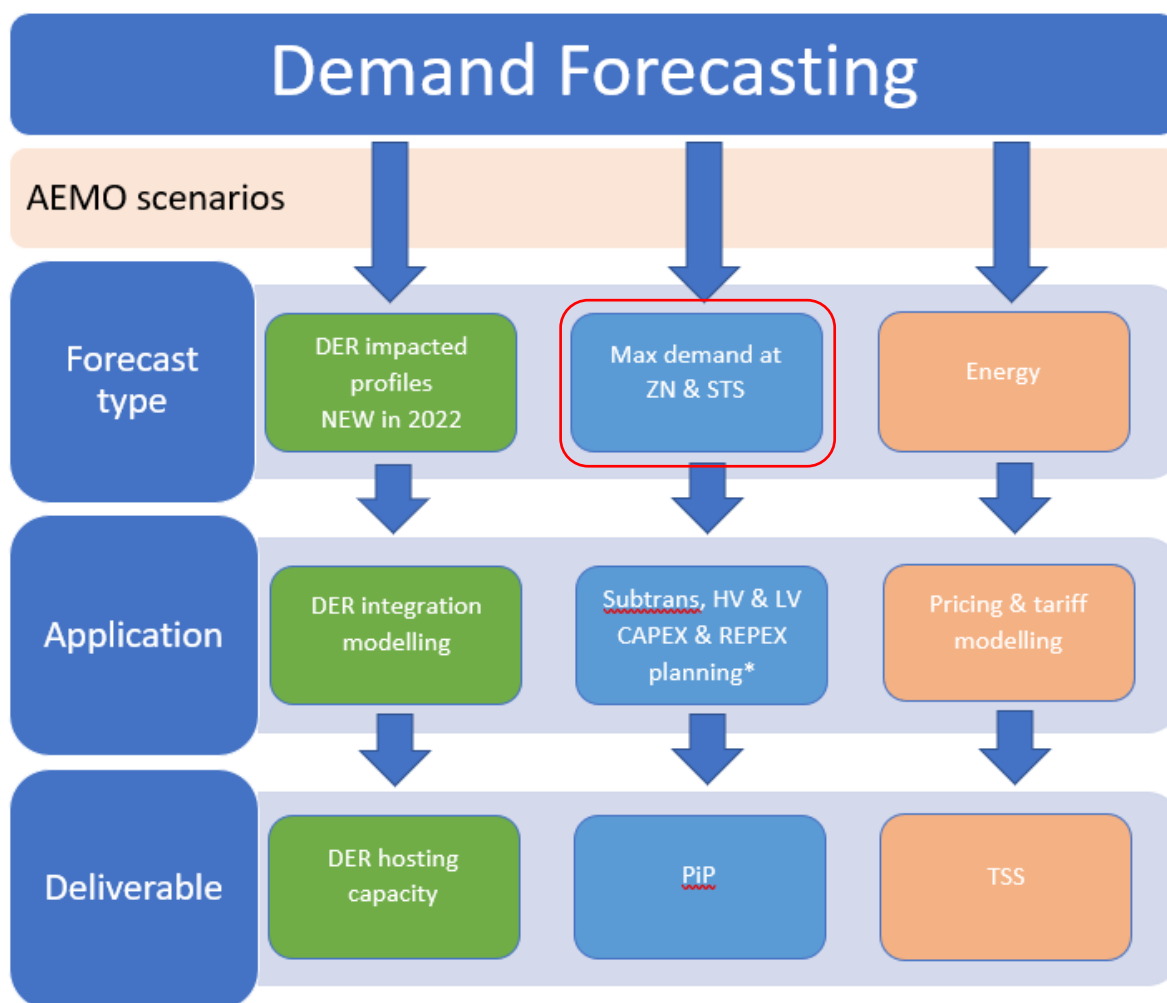 Demand Forecasting
AEMO scenarios
Forecast
type
DER impacted
profiles
NEW in 2022
Max demand at
ZN & STS
Energy
Application
DER integration
modelling
Subtrans, HV & LV
CAPEX & REPEX
planning*
Pricing & tariff
modelling
Deliverable
DER hosting
capacity
PiP
TSS